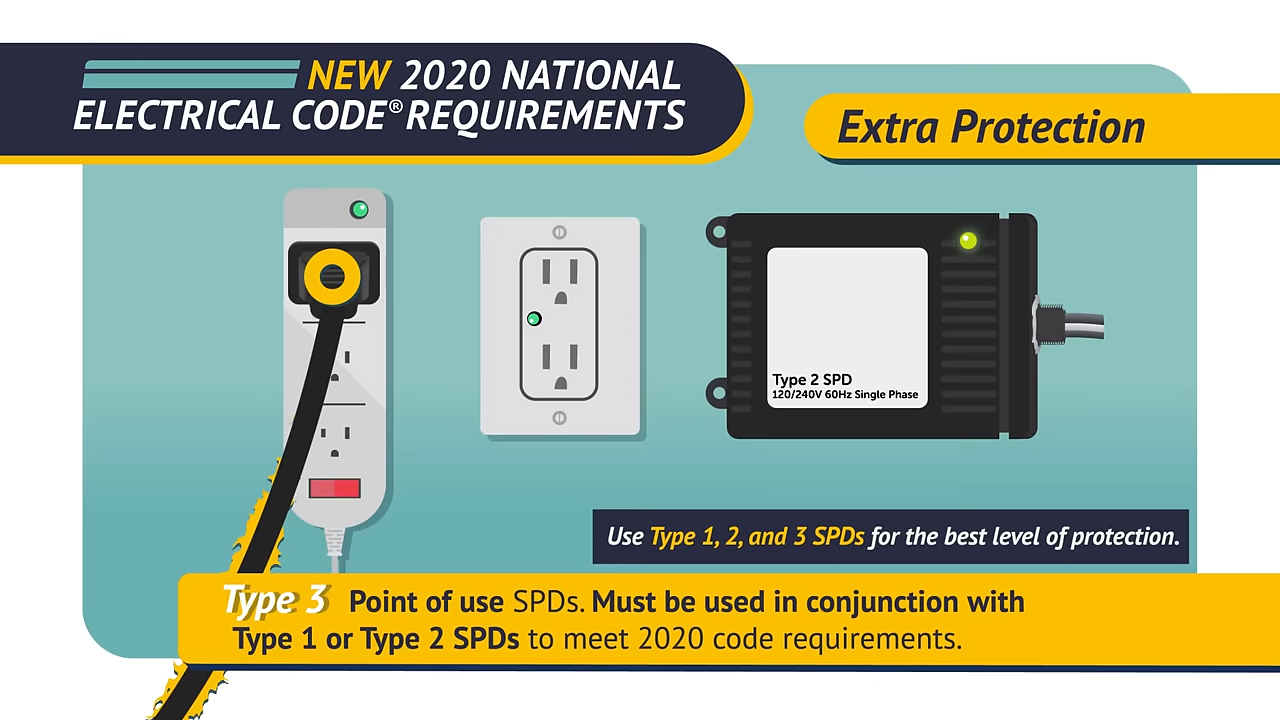 NEW 2020 NATIONAL
ELECTRICAL CODE® REQUIREMENTS
Extra Protection
Type 2 SPD
120/240V 60Hz Single Phase
Use Type 1, 2, and 3 SPDs for the best level of protection.
Type 3 Point of use SPDs. Must be used in conjunction with
Type 1 or Type 2 SPDs to meet 2020 code requirements.